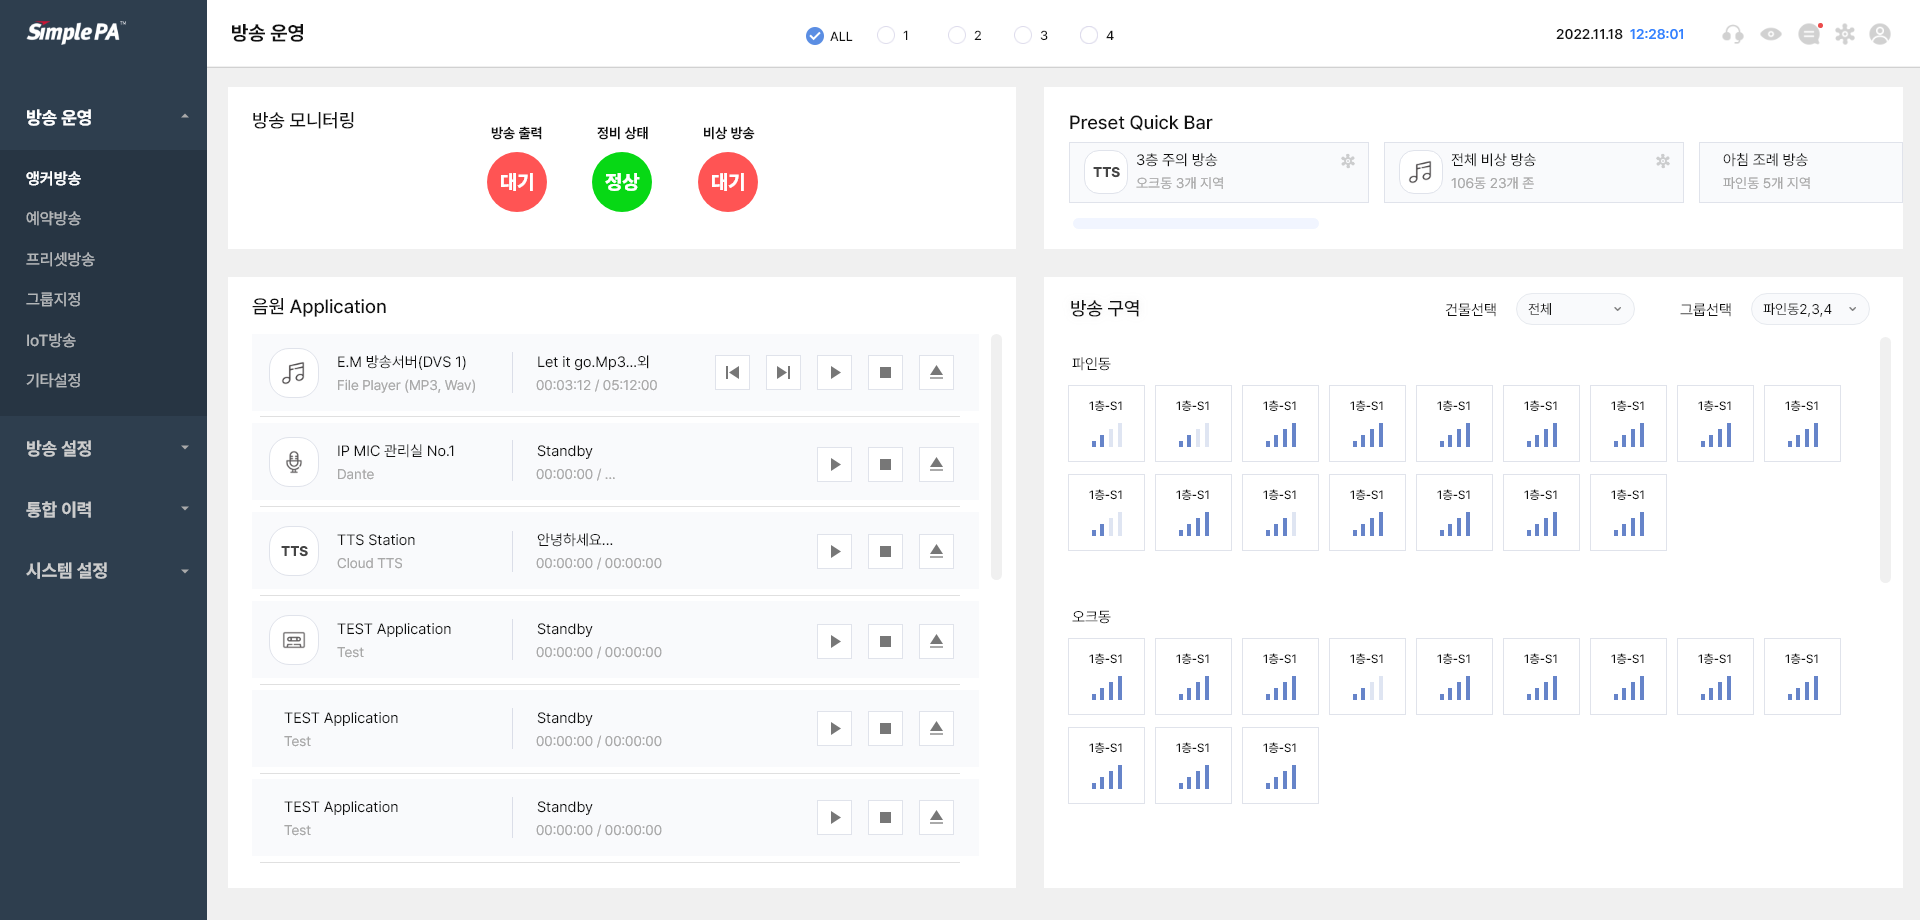 Simple PA™
방송 운영
앵커방송
예약방송
프리셋방송
그룹지정
IoT방송
기타설정
방송 설정
통합 이력
시스템 설정
방송 운영
ALL 1 2 3 4
2022.11.18 12:28:01
방송 모니터링
방송 출력 정비 상태 비상 방송
대기 정상 대기
Preset Quick Bar
TTS 3층 주의 방송
오크동 3개 지역
전체 비상 방송
106동 23개 존
아침 조례 방송
파인동 5개 지역
음원 Application
E.M 방송서버(DVS 1) Let it go.Mp3...외
File Player (MP3, Wav) 00:03:12 / 05:12:00
IP MIC 관리실 No.1 Standby
Dante 00:00:00 / ...
TTS
TTS Station 안녕하세요...
Cloud TTS 00:00:00 / 00:00:00
TEST Application Standby
Test 00:00:00 / 00:00:00
TEST Application Standby
Test 00:00:00 / 00:00:00
TEST Application Standby
Test 00:00:00 / 00:00:00
방송 구역
건물선택 전체 그룹선택 파인동2,3,4
파인동
1층-S1 1층-S1 1층-S1 1층-S1 1층-S1 1층-S1 1층-S1 1층-S1 1층-S1
1층-S1 1층-S1 1층-S1 1층-S1 1층-S1 1층-S1 1층-S1
오크동
1층-S1 1층-S1 1층-S1 1층-S1 1층-S1 1층-S1 1층-S1 1층-S1 1층-S1
1층-S1 1층-S1 1층-S1